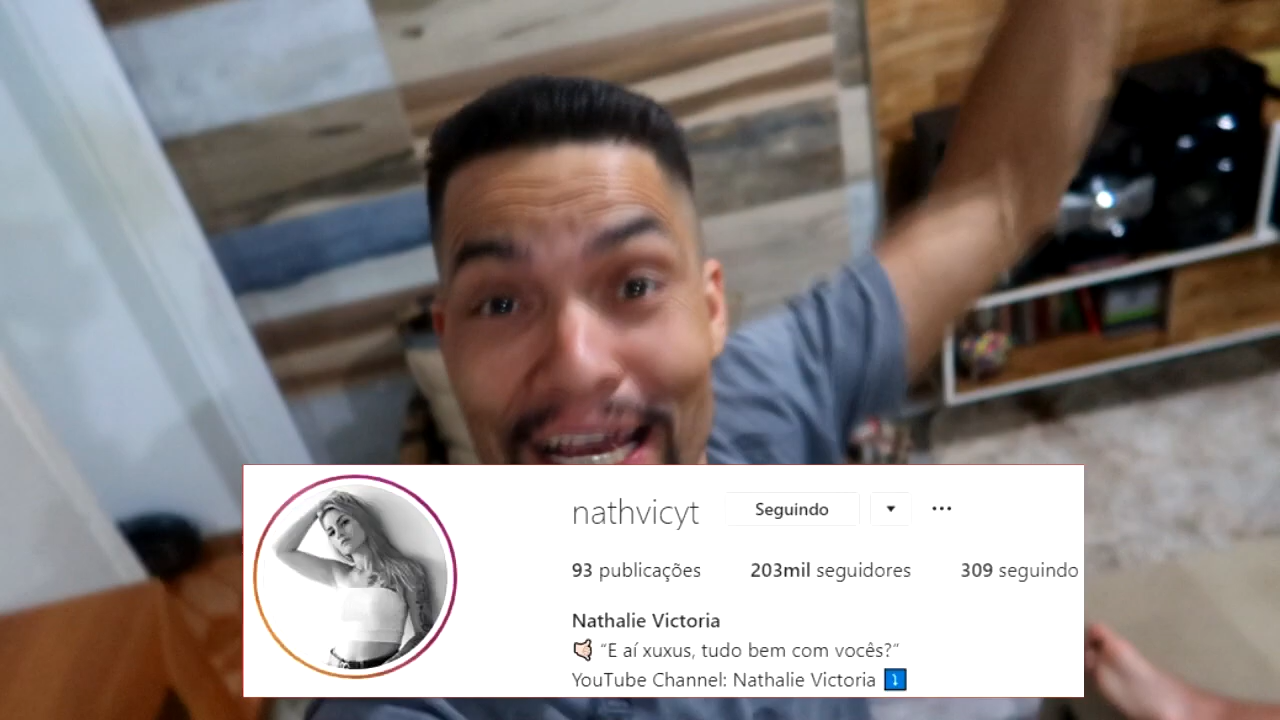 nathvicyt Seguindo
93 publicações 203mil seguidores 309 seguindo
Nathalie Victoria
"E aí xuxus, tudo bem com vocês?"
YouTube Channel: Nathalie Victoria